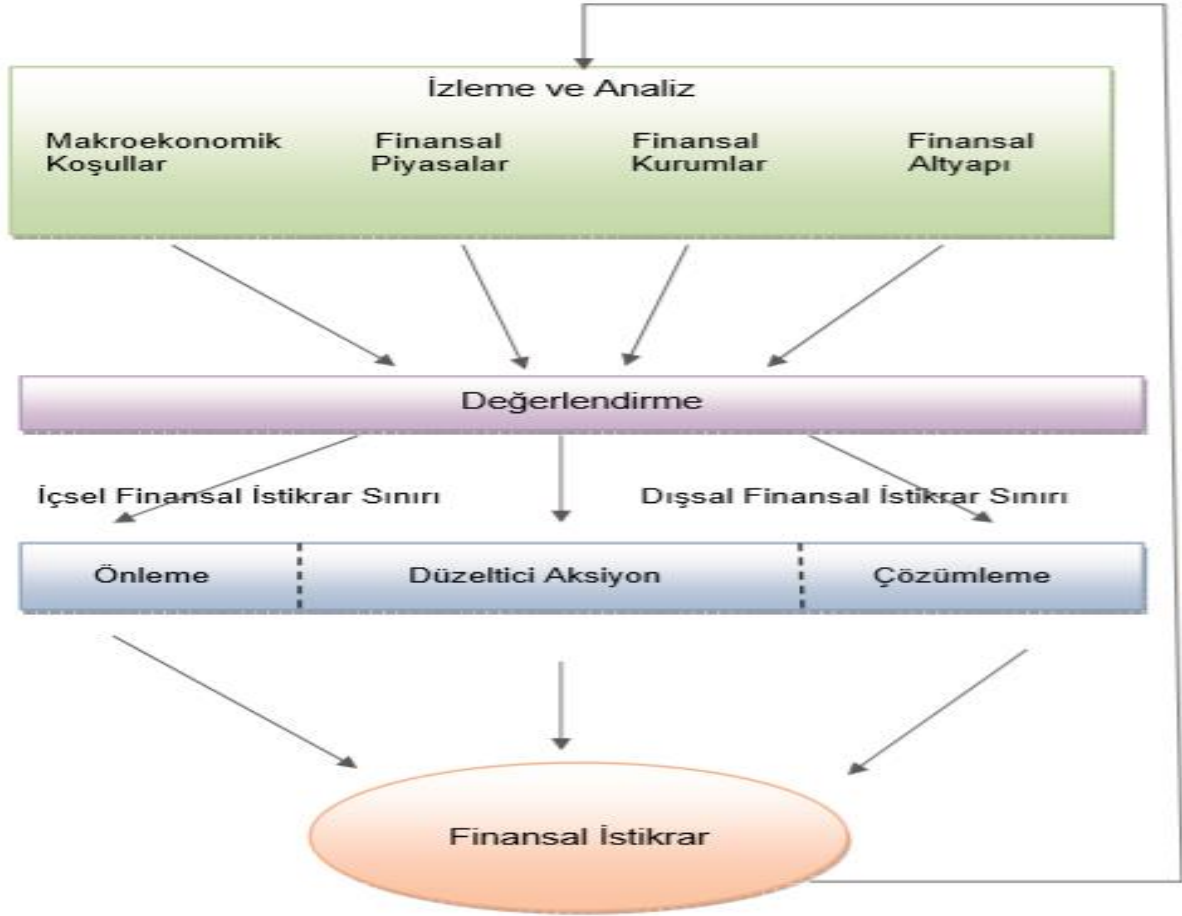 İzleme ve Analiz
Makroekonomik
Koşullar
Finansal
Piyasalar
Finansal
Kurumlar
Finansal
Altyapı
Değerlendirme
İçsel Finansal İstikrar Sınırı
Dışsal Finansal İstikrar Sınırı
Önleme
Düzeltici Aksiyon
Çözümleme
Finansal İstikrar